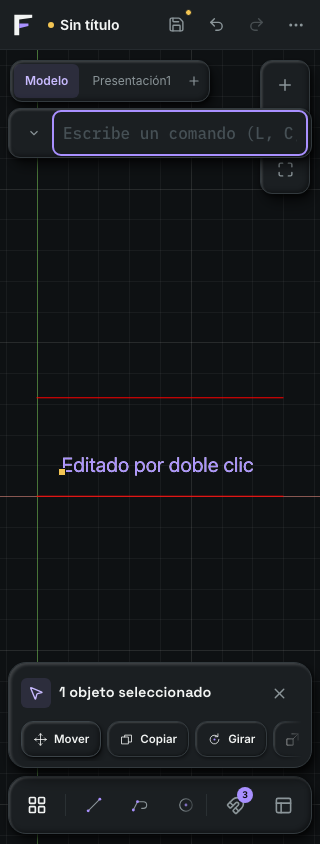 Sin título
Modelo
Presentación1
Escribe un comando (L, C
Editado por doble clic
1 objeto seleccionado
Mover
Copiar
Girar
3